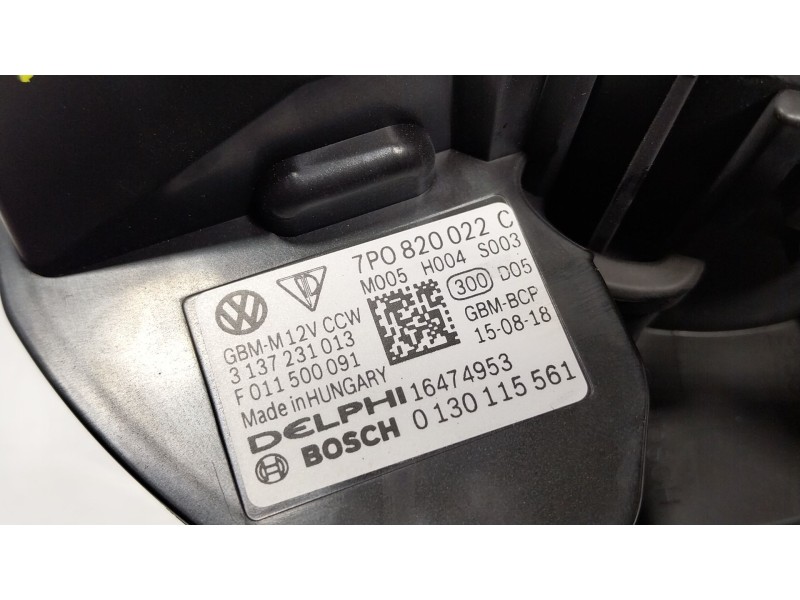 7P0 820 022 C
M005 H004 S003
300 D05
GBM-BCP
15-08-18
GBM-M 12V CCW
3 137 231 013
F 011 500 091
Made in HUNGARY
DELPHI 16474953
BOSCH 0 130 115 561